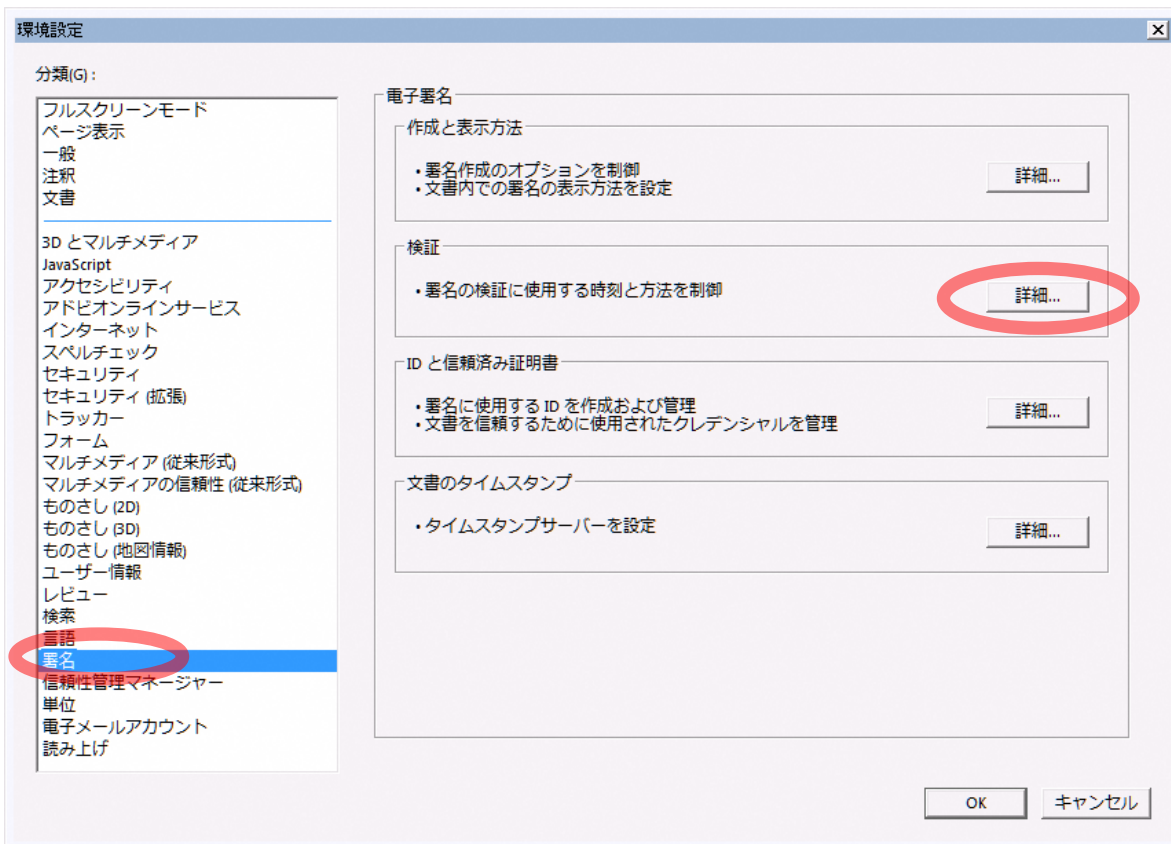 環境設定
分類(G):
フルスクリーンモード
ページ表示
一般
注釈
文書
3D とマルチメディア
JavaScript
アクセシビリティ
アドビオンラインサービス
インターネット
スペルチェック
セキュリティ
セキュリティ (拡張)
トラッカー
フォーム
マルチメディア (従来形式)
マルチメディアの信頼性 (従来形式)
ものさし (2D)
ものさし (3D)
ものさし (地図情報)
ユーザー情報
レビュー
検索
言語
署名
信頼性管理マネージャー
単位
電子メールアカウント
読み上げ
電子署名
作成と表示方法
・署名作成のオプションを制御
・文書内での署名の表示方法を設定
詳細...
検証
・署名の検証に使用する時刻と方法を制御
詳細...
ID と信頼済み証明書
・署名に使用する ID を作成および管理
・文書を信頼するために使用されたクレデンシャルを管理
詳細...
文書のタイムスタンプ
・タイムスタンプサーバーを設定
詳細...
OK
キャンセル